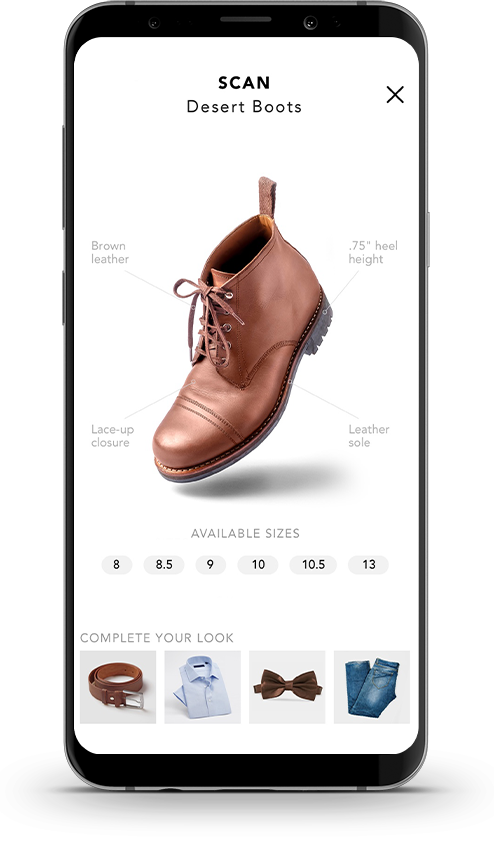 SCAN
Desert Boots
Brown
leather
.75" heel
height
Lace-up
closure
Leather
sole
AVAILABLE SIZES
8 8.5 9 10 10.5 13
COMPLETE YOUR LOOK